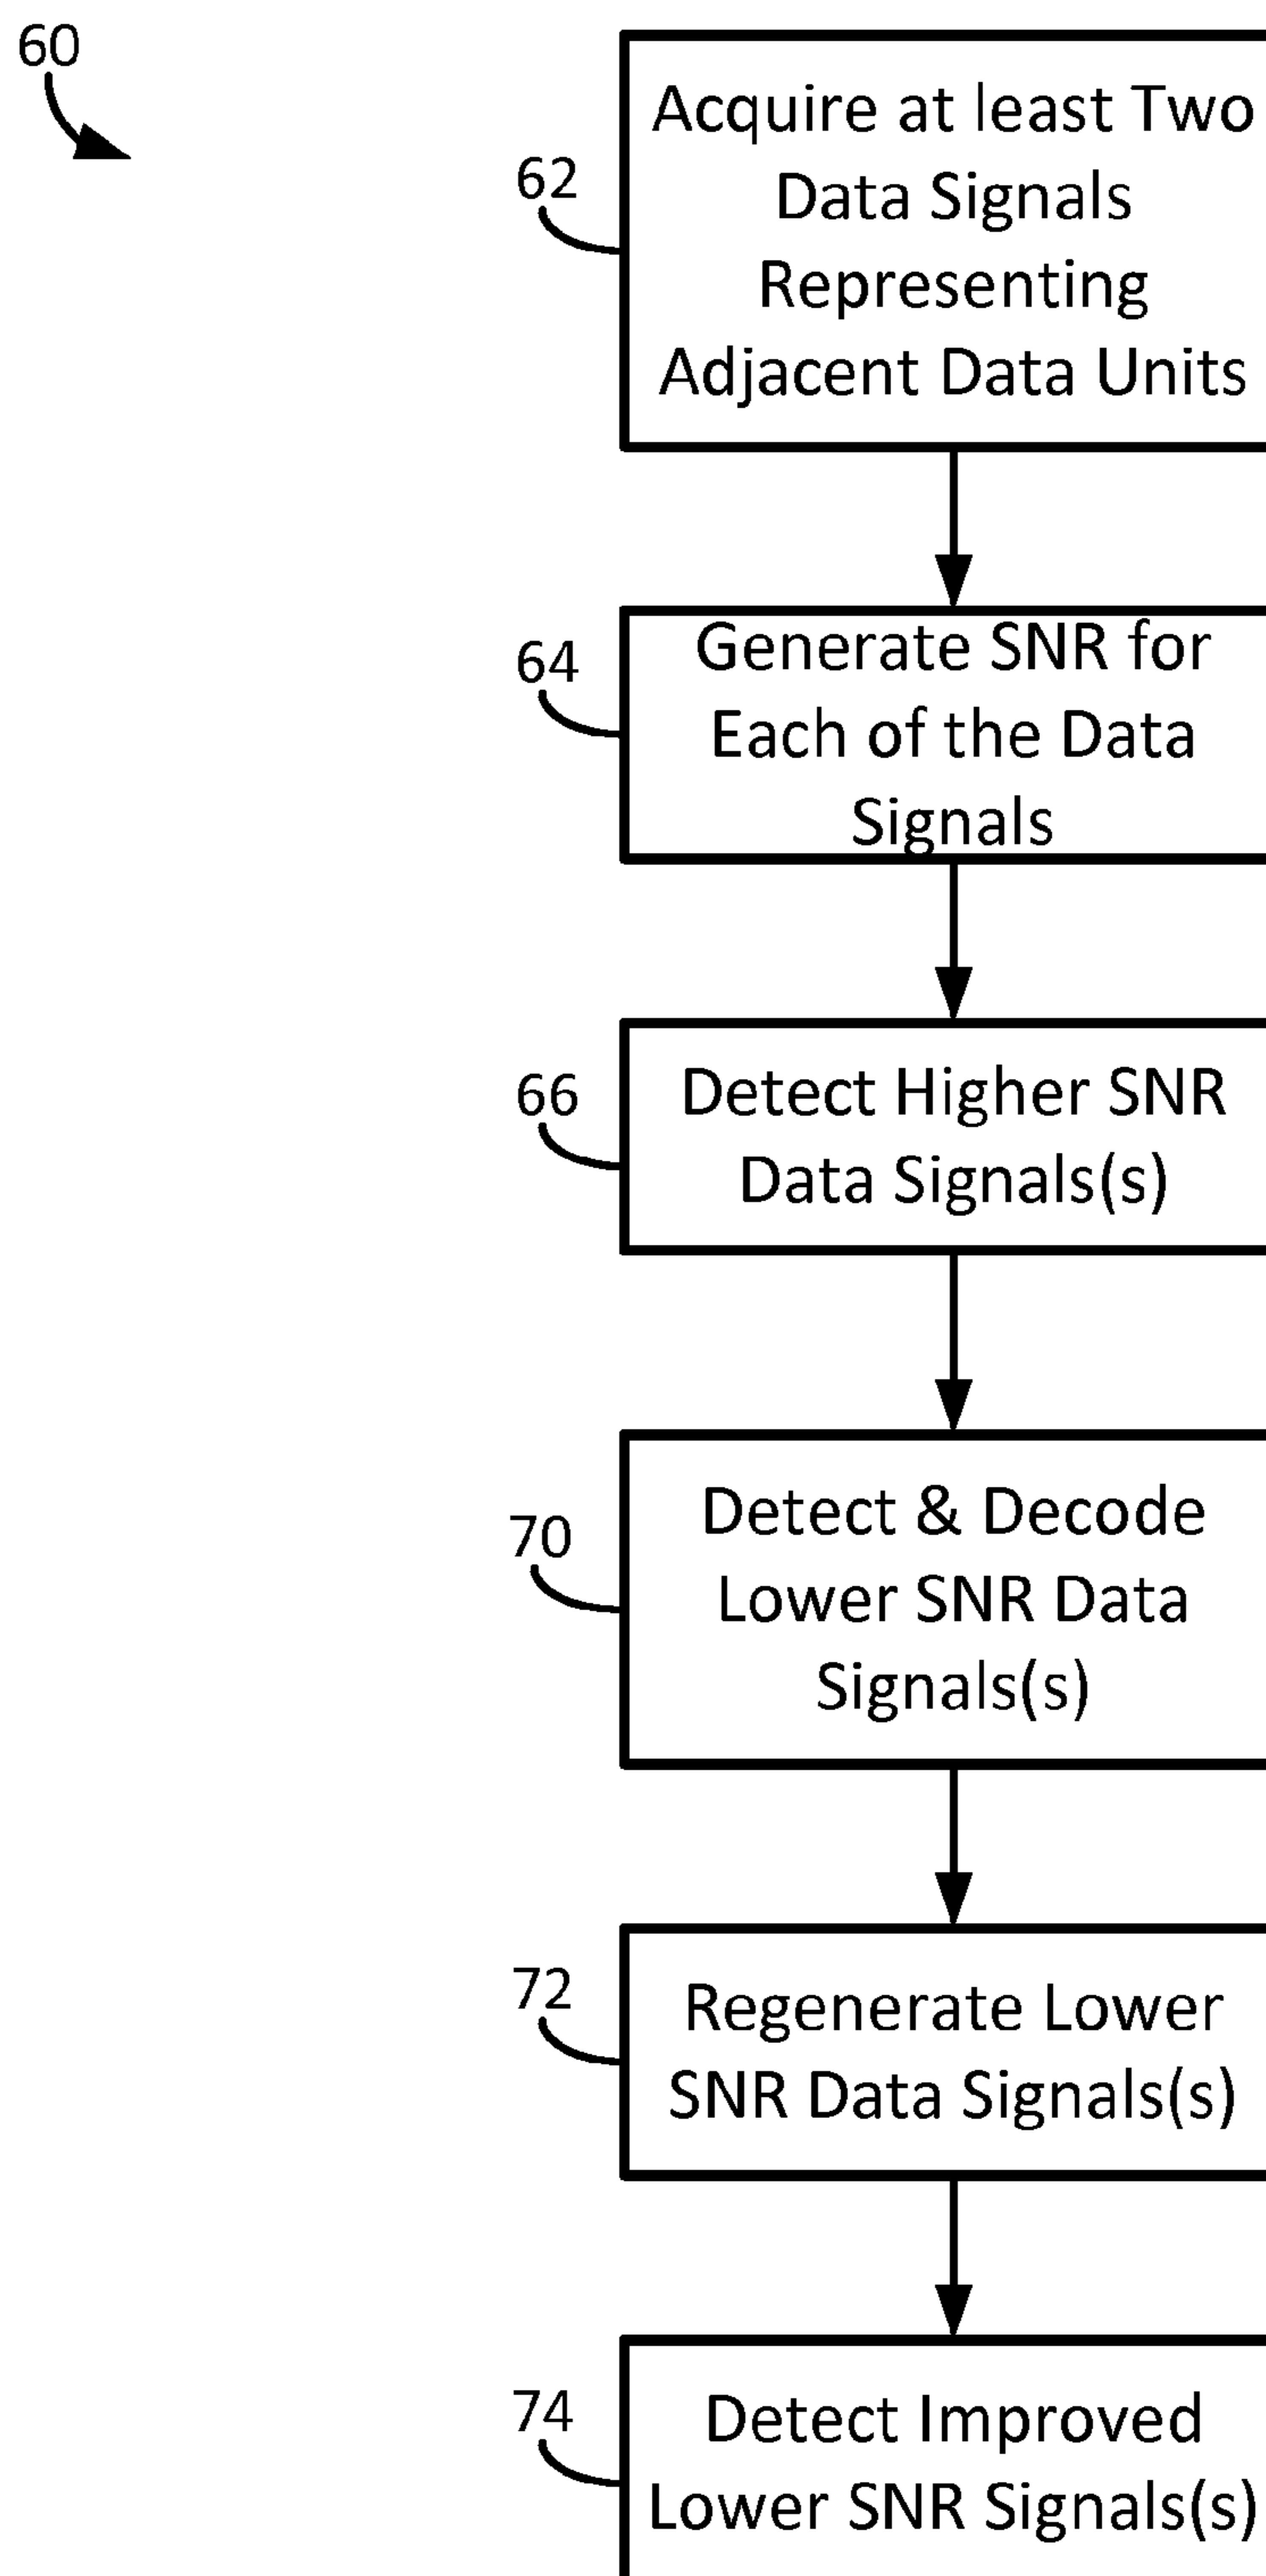 60
62
Acquire at least Two
Data Signals
Representing
Adjacent Data Units
64
Generate SNR for
Each of the Data
Signals
66
Detect Higher SNR
Data Signals(s)
70
Detect & Decode
Lower SNR Data
Signals(s)
72
Regenerate Lower
SNR Data Signals(s)
74
Detect Improved
Lower SNR Signals(s)